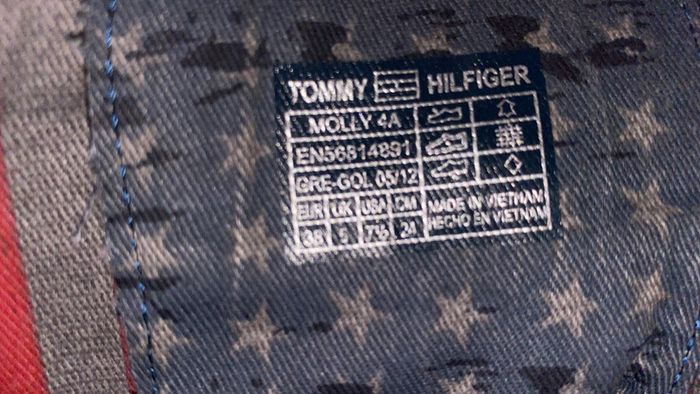 TOMMY HILFIGER
MOLLY 4A
EN56814891
GRE-GOL 05/12
EUR UK USA CM
38 5 7½ 24
MADE IN VIETNAM
HECHO EN VIETNAM